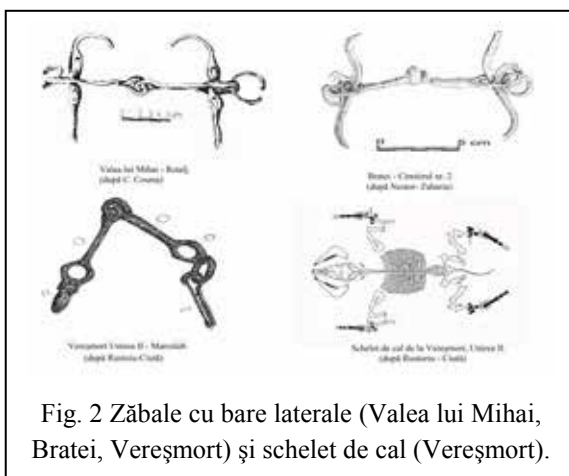 Valea lui Mihai -
(după C. Cosma)
Bratei - Cimitirul nr. 2
(după Nestor- Zaharia)
5 cm
Vereşmort Unirea II -
(după Rustoiu-Ciută)
Schelet de cal de la Vereşmort, Unirea II
(după Rustoiu - Ciută)
Fig. 2 Zăbale cu bare laterale (Valea lui Mihai,
Bratei, Vereşmort) şi schelet de cal (Vereşmort).